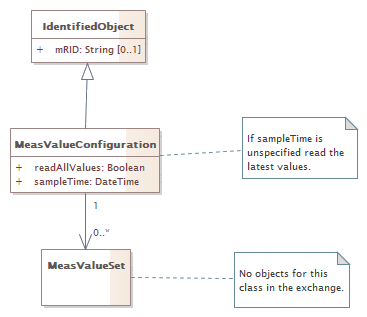 IdentifiedObject
+ mRID: String [0..1]
MeasValueConfiguration
+ readAllValues: Boolean
+ sampleTime: DateTime
If sampleTime is
unspecified read the
latest values.
1
0..*
MeasValueSet
No objects for this
class in the exchange.